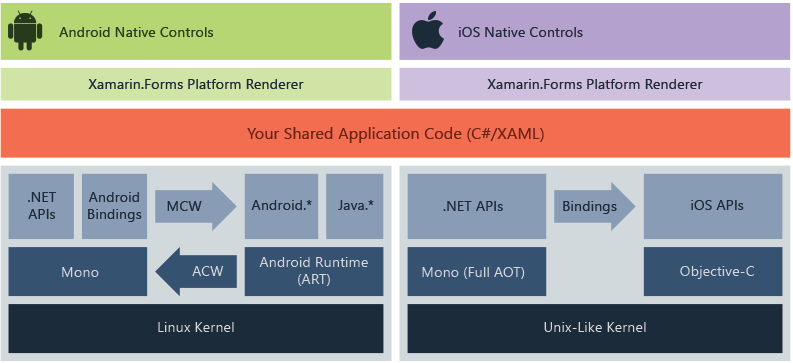 Android Native Controls
iOS Native Controls
Xamarin.Forms Platform Renderer
Xamarin.Forms Platform Renderer
Your Shared Application Code (C#/XAML)
.NET
APIs
Android
Bindings
MCW
Android.*
Java.*
.NET APIs
Bindings
iOS APIs
Mono
ACW
Android Runtime
(ART)
Mono (Full AOT)
Objective-C
Linux Kernel
Unix-Like Kernel